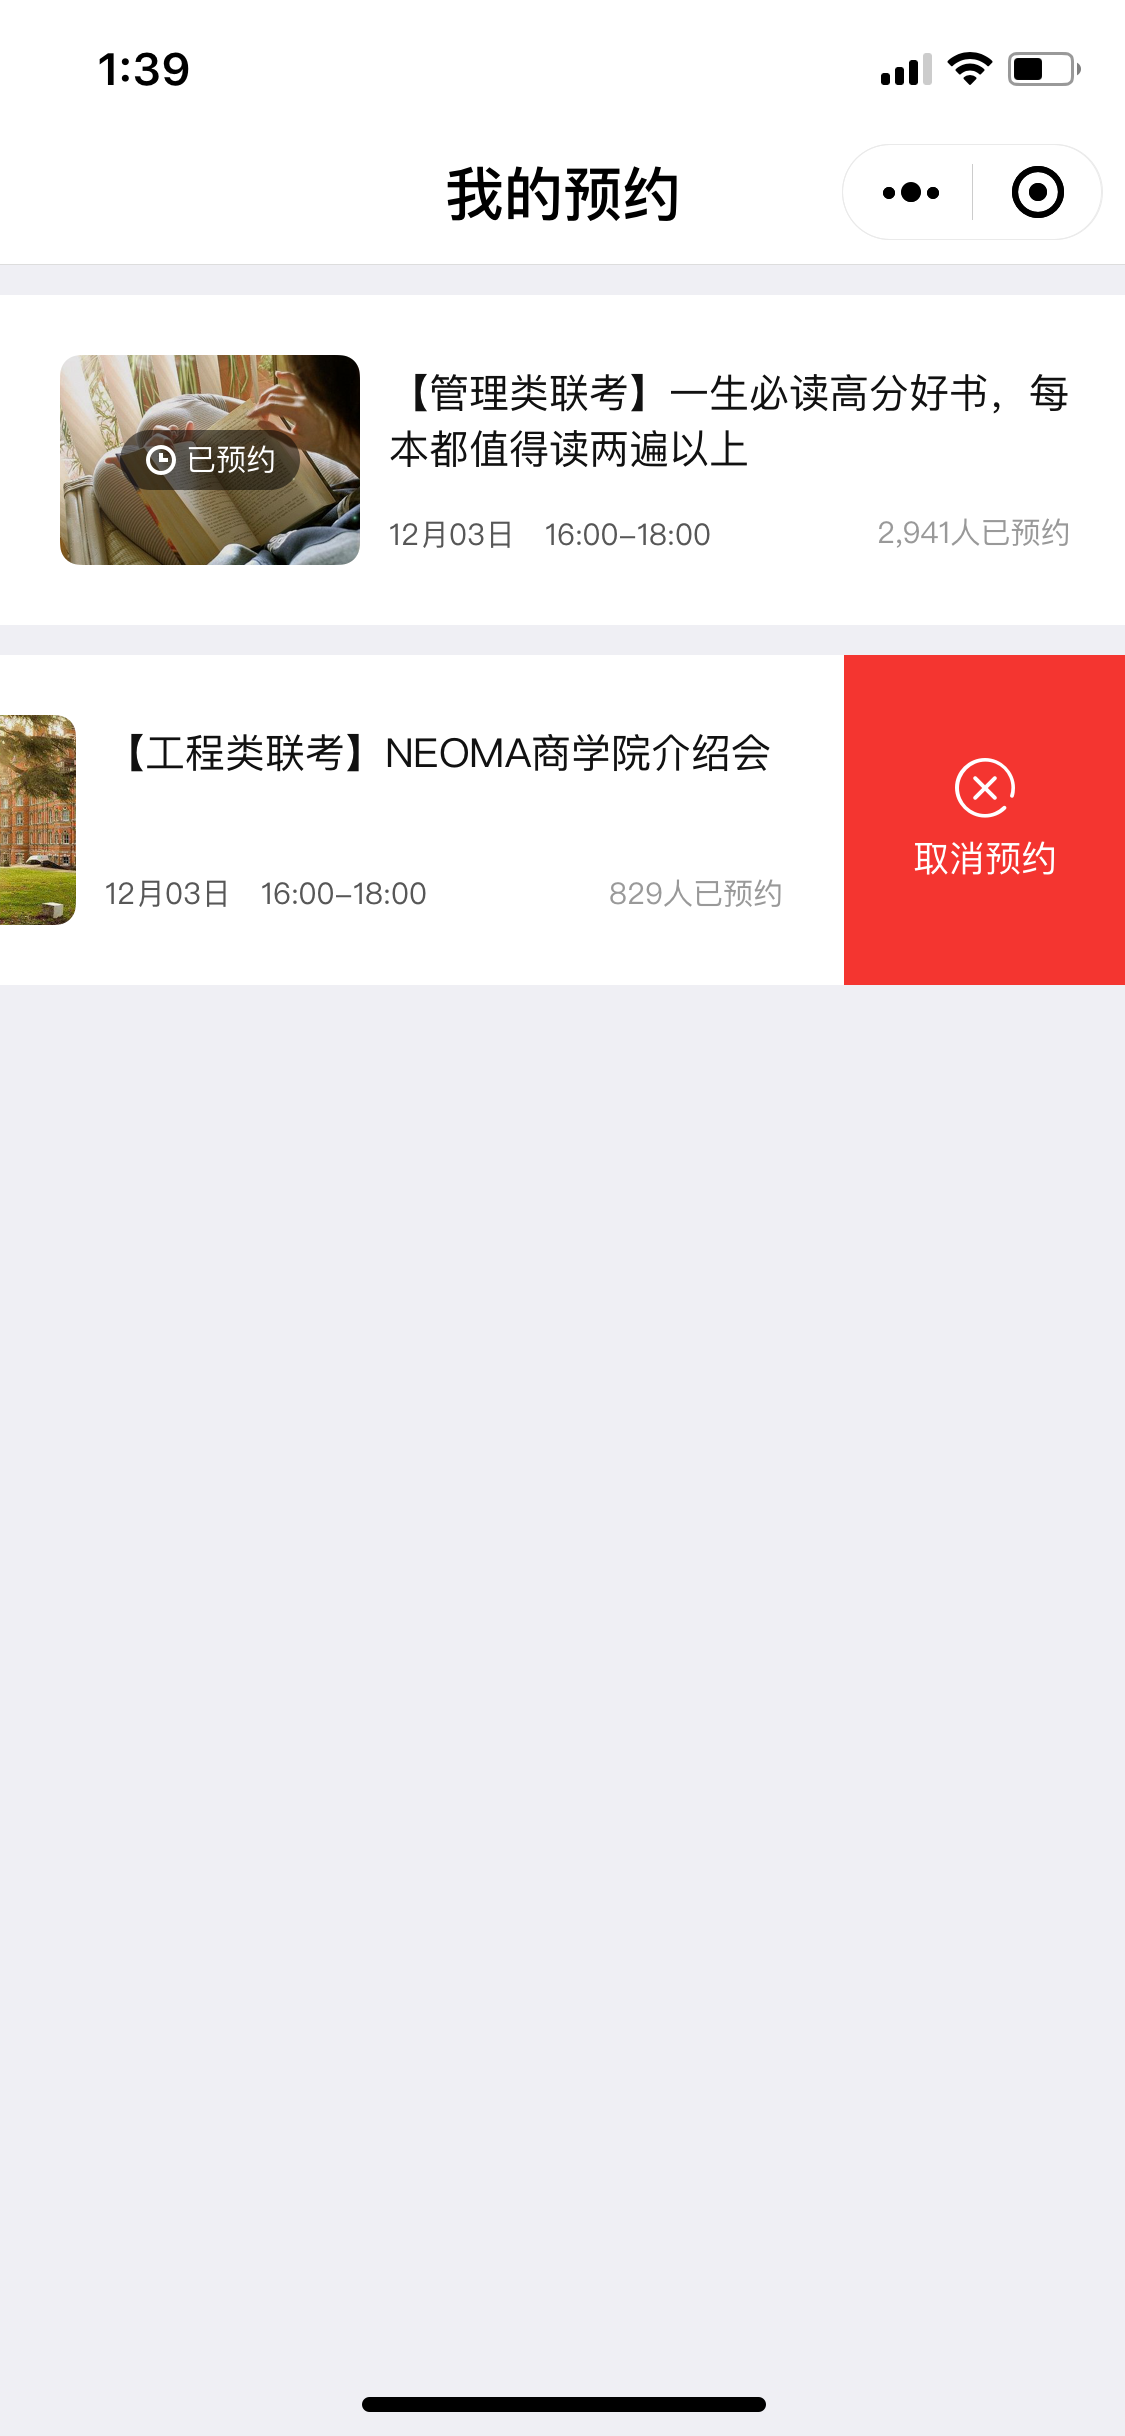 1:39
我的预约
已预约
【管理类联考】一生必读高分好书，每
本都值得读两遍以上
12月03日 16:00-18:00 2,941人已预约
【工程类联考】NEOMA商学院介绍会
12月03日 16:00-18:00 829人已预约
取消预约